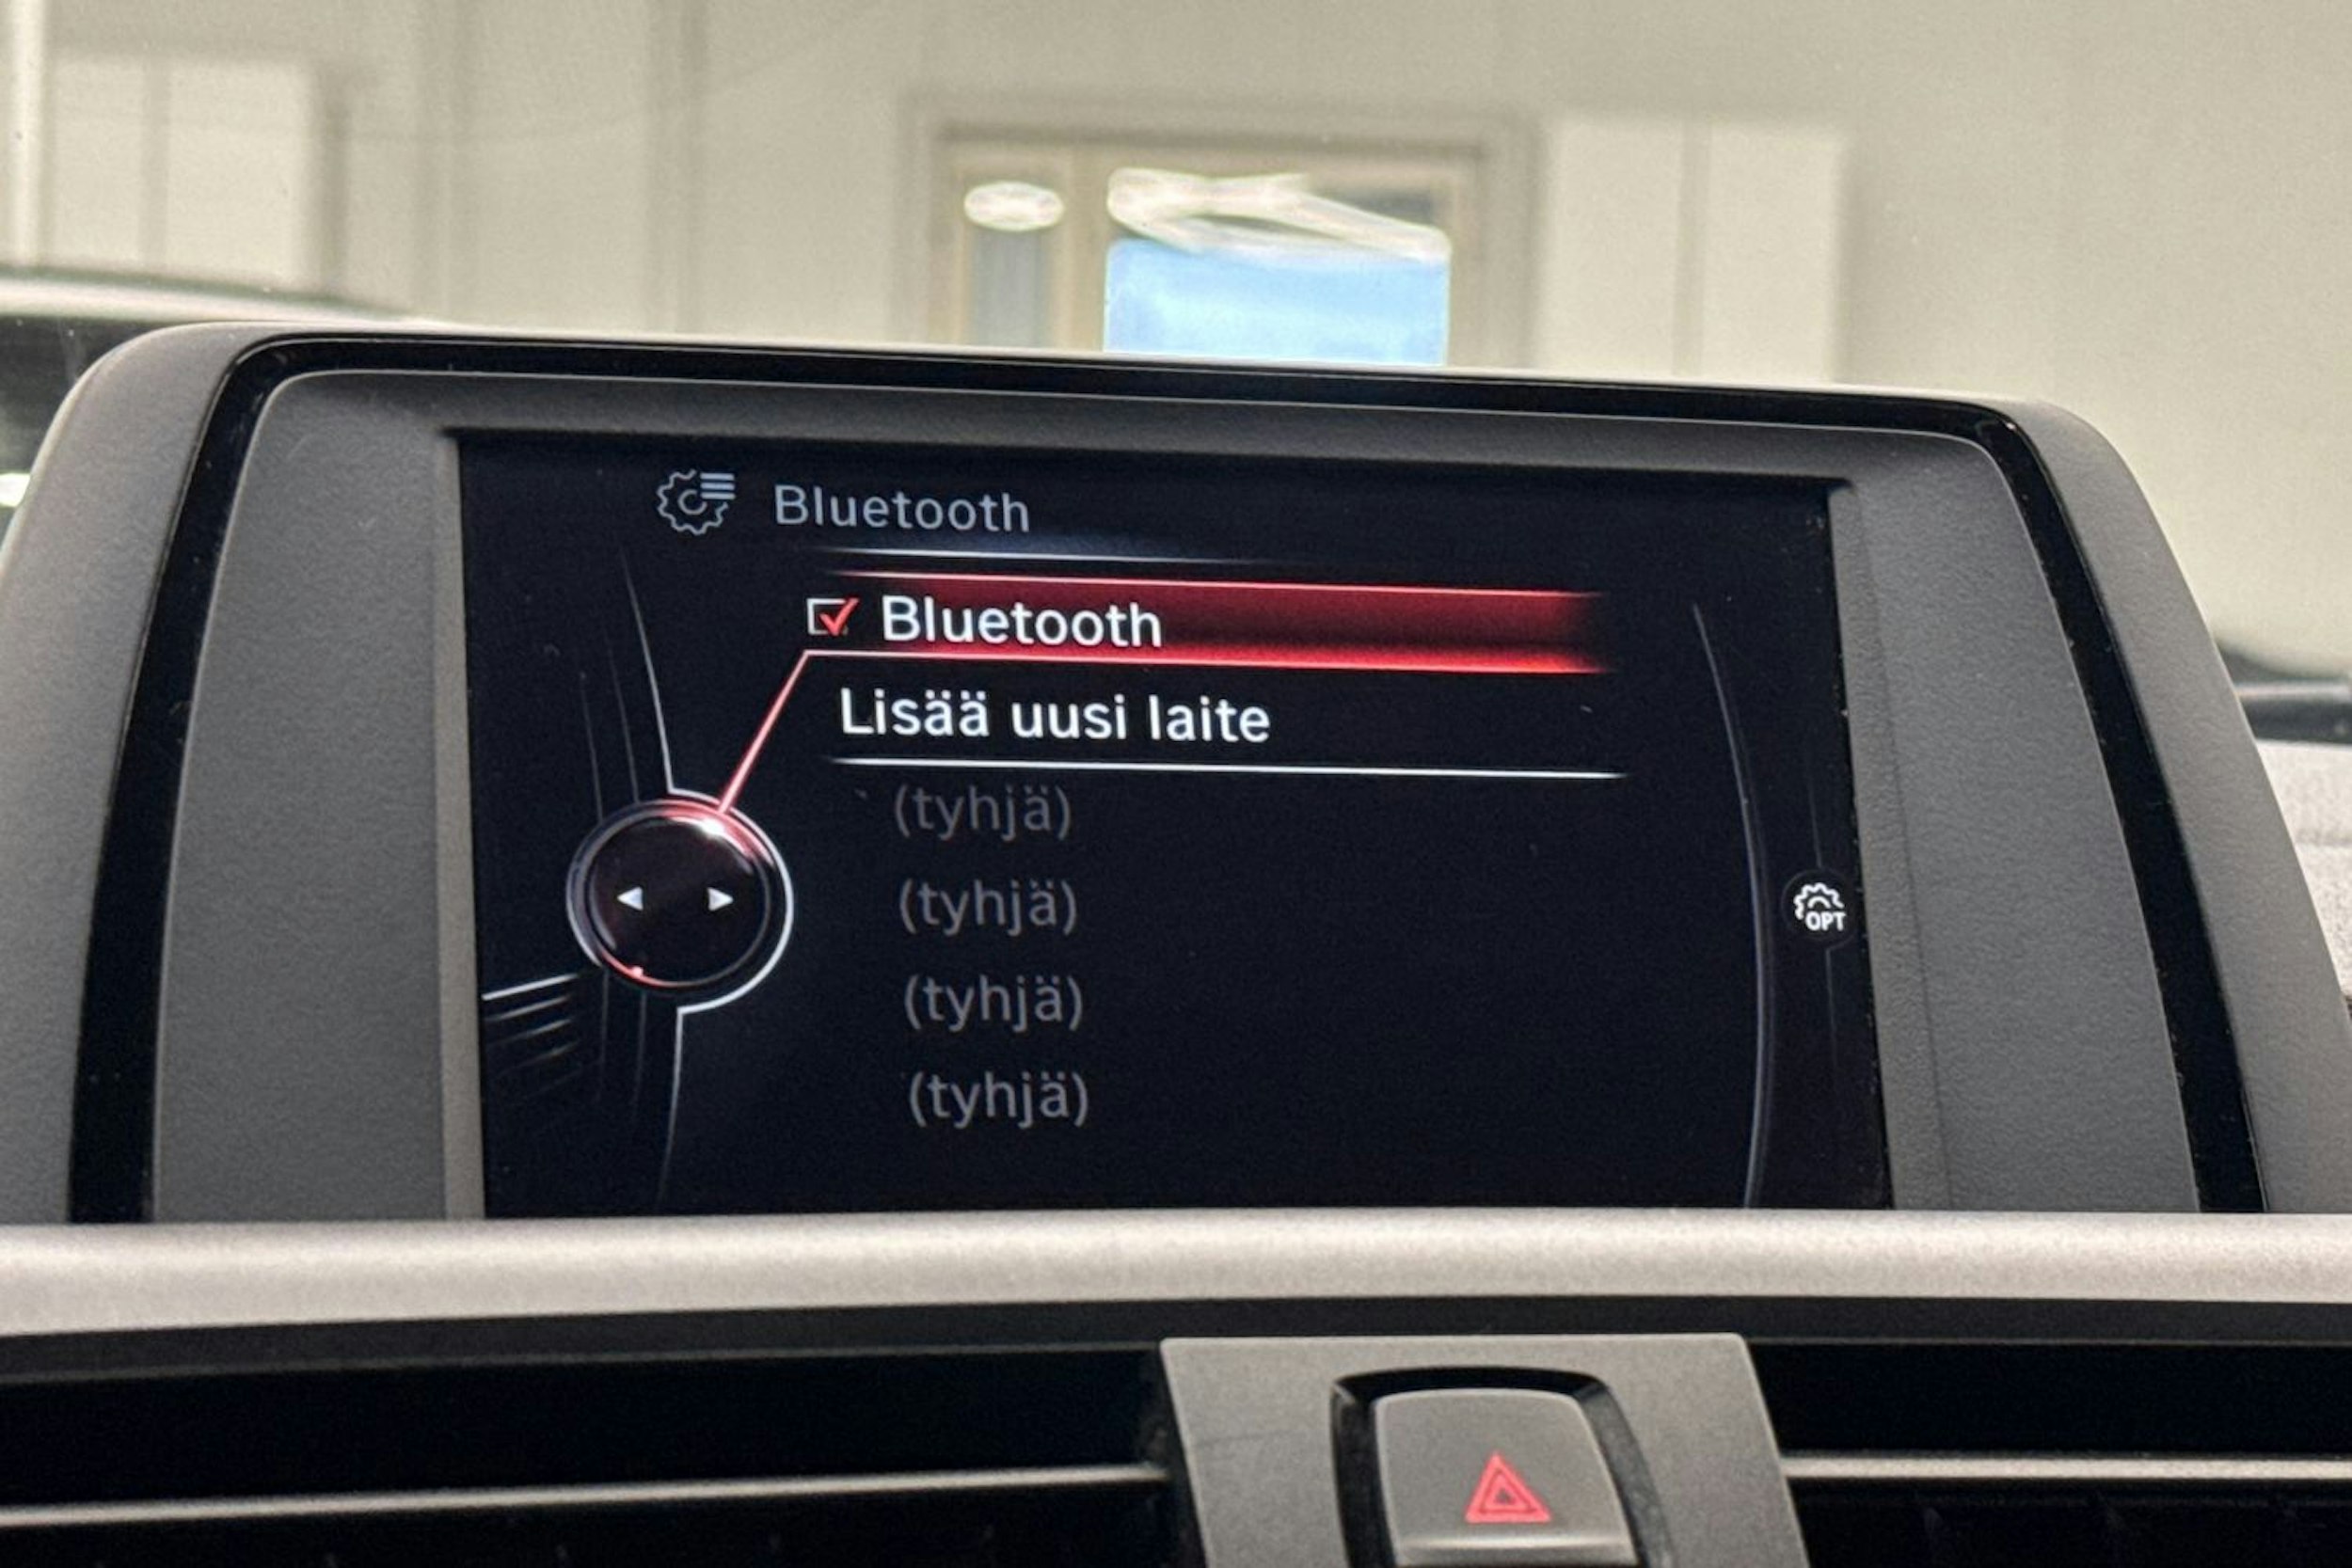 Bluetooth
Bluetooth
Lisää uusi laite
(tyhjä)
(tyhjä)
(tyhjä)
OPT
(tyhjä)